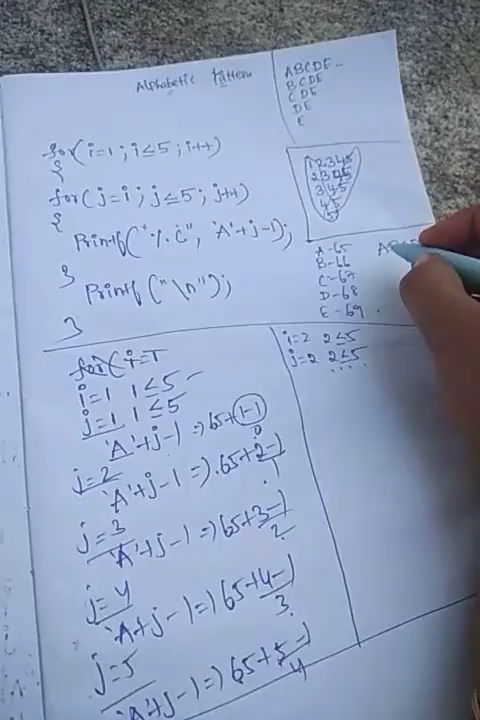 Alphabetic Pattern
ABCDE
BCDE
CDE
DE
E
for(i=1; i≤5; i++)
{
for(j=i; j≤5; j++)
{
Printf("%c", 'A'+j-1);
}
Printf("\n");
}
12345
2345
345
45
5
A-65
B-66
C-67
D-68
E-69
for(i=1
i=1 1≤5
j=1 1≤5
'A'+j-1 => 65+1-1
0
j=2
'A'+j-1 => 65+2-1
1
j=3
'A'+j-1 => 65+3-1
2
j=4
'A'+j-1 => 65+4-1
3
j=5
'A'+j-1 => 65+5-1
4
i=2 2≤5
j=2 2≤5